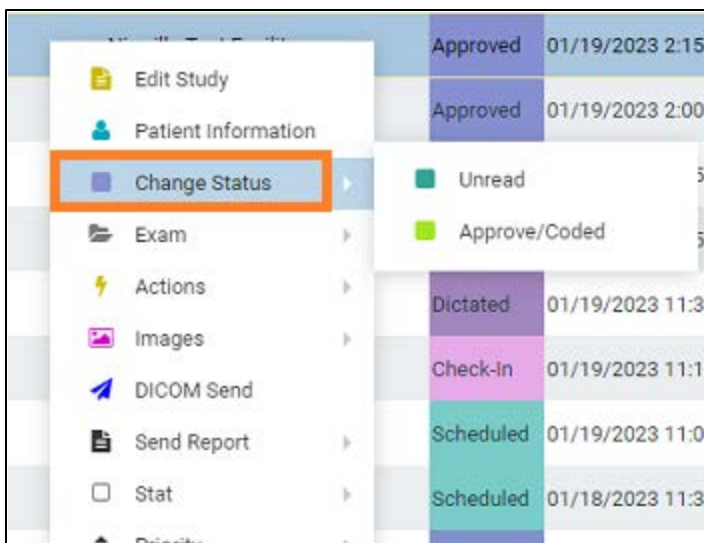 Approved 01/19/2023 2:15
Edit Study
Approved 01/19/2023 2:00
Patient Information
Change Status
Unread
Exam
Approve/Coded
Actions
Dictated 01/19/2023 11:3
Images
Check-In 01/19/2023 11:1
DICOM Send
Send Report
Scheduled 01/19/2023 11:0
Stat
Scheduled 01/18/2023 11:3